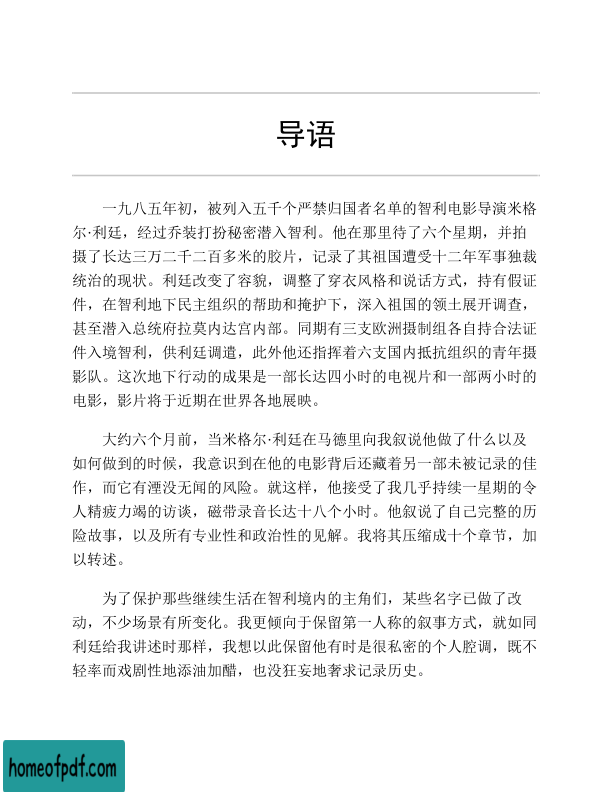 导语
一九八五年初，被列入五千个严禁归国者名单的智利电影导演米格
尔·利廷，经过乔装打扮秘密潜入智利。他在那里待了六个星期，并拍
摄了长达三万二千二百多米的胶片，记录了其祖国遭受十二年军事独裁
统治的现状。利廷改变了容貌，调整了穿衣风格和说话方式，持有假证
件，在智利地下民主组织的帮助和掩护下，深入祖国的领土展开调查，
甚至潜入总统府拉莫内达宫内部。同期有三支欧洲摄制组各自持合法证
件入境智利，供利廷调遣，此外他还指挥着六支国内抵抗组织的青年摄
影队。这次地下行动的成果是一部长达四小时的电视片和一部两小时的
电影，影片将于近期在世界各地展映。
大约六个月前，当米格尔·利廷在马德里向我叙说他做了什么以及
如何做到的时候，我意识到在他的电影背后还藏着另一部未被记录的佳
作，而它有湮没无闻的风险。就这样，他接受了我几乎持续一星期的令
人精疲力竭的访谈，磁带录音长达十八个小时。他叙说了自己完整的历
险故事，以及所有专业性和政治性的见解。我将其压缩成十个章节，加
以转述。
为了保护那些继续生活在智利境内的主角们，某些名字已做了改
动，不少场景有所变化。我更倾向于保留第一人称的叙事方式，就如同
利廷给我讲述时那样，我想以此保留他有时是很私密的个人腔调，既不
轻率而戏剧性地添油加醋，也没狂妄地奢求记录历史。
homeofpdf.com